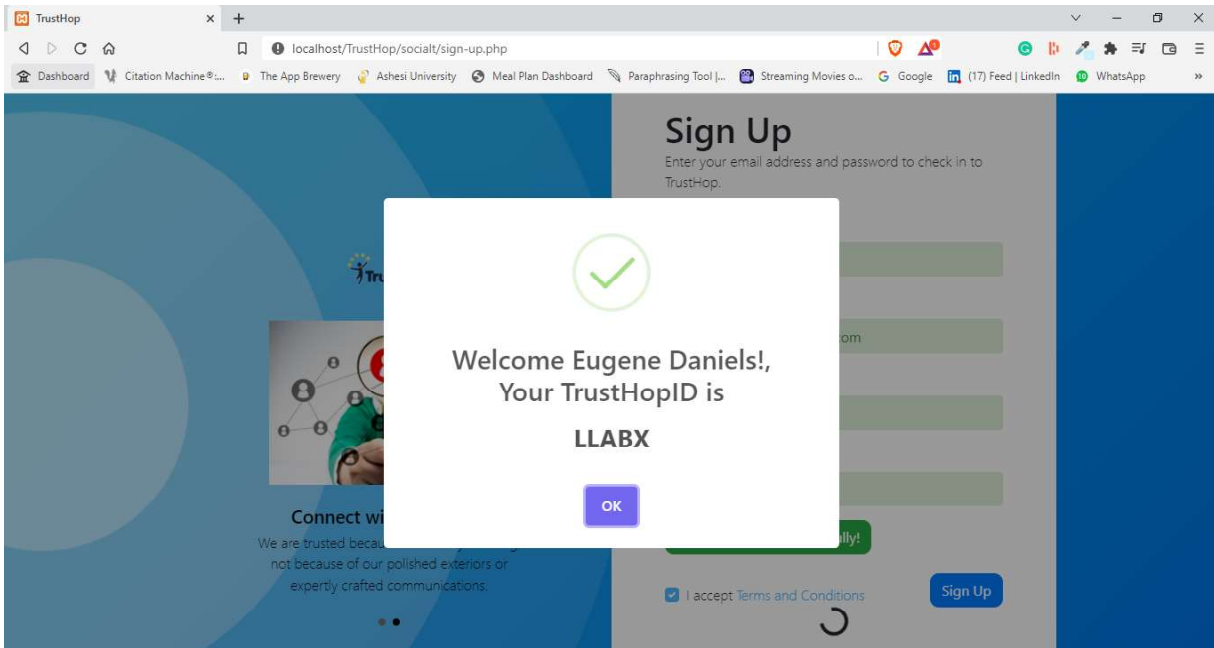 TrustHop
localhost/TrustHop/socialt/sign-up.php
Dashboard Citation Machine®:... The App Brewery Ashesi University Meal Plan Dashboard Paraphrasing Tool |... Streaming Movies o... Google (17) Feed | LinkedIn WhatsApp »
Sign Up
Enter your email address and password to check in to
TrustHop.
Tru
.com
Welcome Eugene Daniels!,
Your TrustHopID is
LLABX
OK
Connect wi
We are trusted becau
not because of our polished exteriors or
expertly crafted communications.
lly!
I accept Terms and Conditions
Sign Up